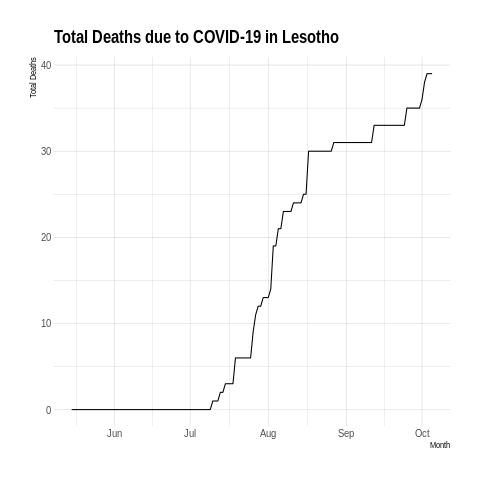 Total Deaths due to COVID-19 in Lesotho
Total Deaths
40
30
20
10
0
Jun Jul Aug Sep Oct
Month